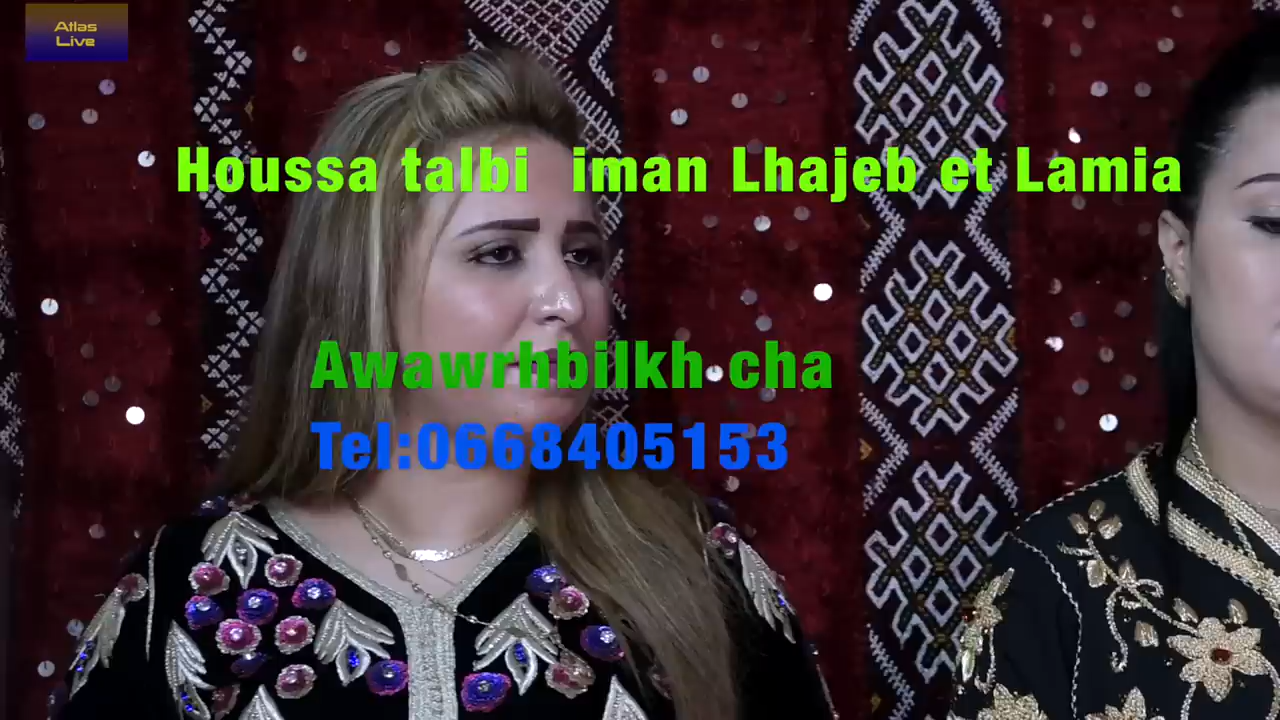 Atlas
Live
Houssa talbi iman Lhajeb et Lamia
Awawrhbilkh cha
Tel:0668405153